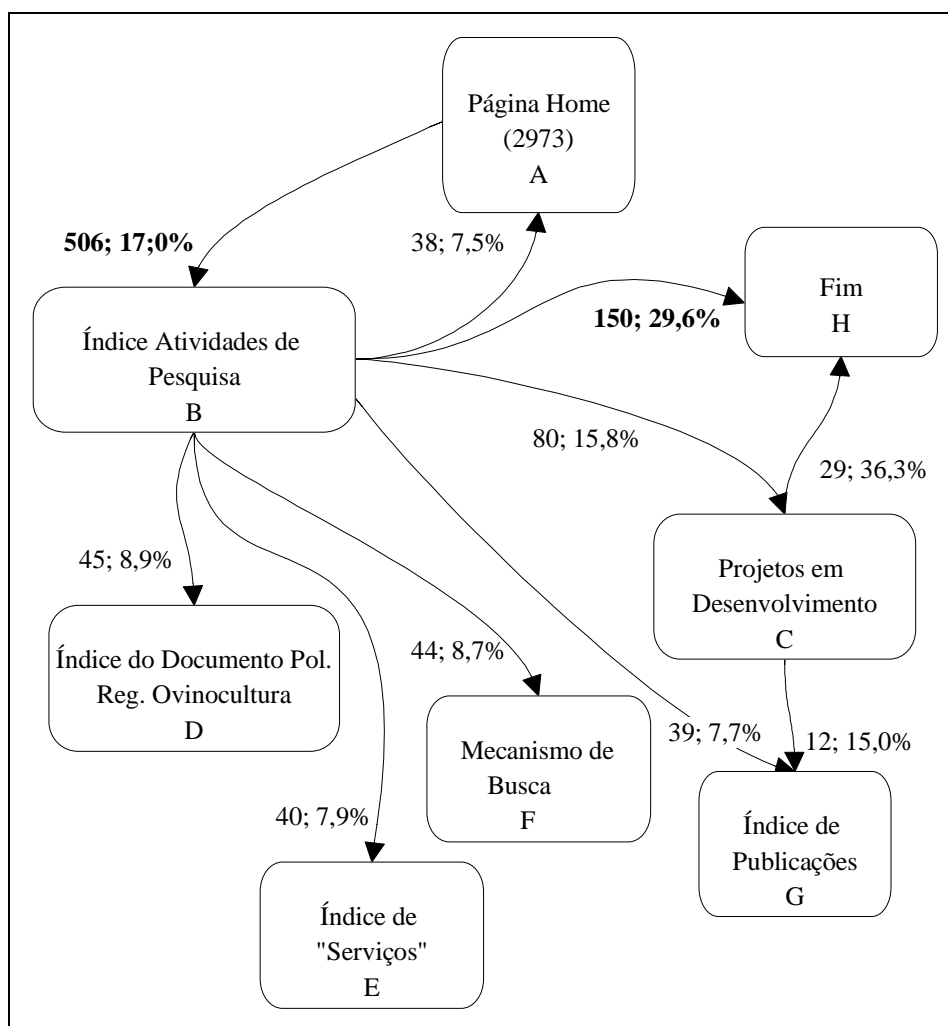 Página Home
(2973)
A
506; 17;0%
38; 7,5%
Fim
H
150; 29,6%
Índice Atividades de
Pesquisa
B
80; 15,8%
29; 36,3%
45; 8,9%
Projetos em
Desenvolvimento
C
Índice do Documento Pol.
Reg. Ovinocultura
D
44; 8,7%
39; 7,7%
12; 15,0%
Mecanismo de
Busca
F
40; 7,9%
Índice de
Publicações
G
Índice de
"Serviços"
E